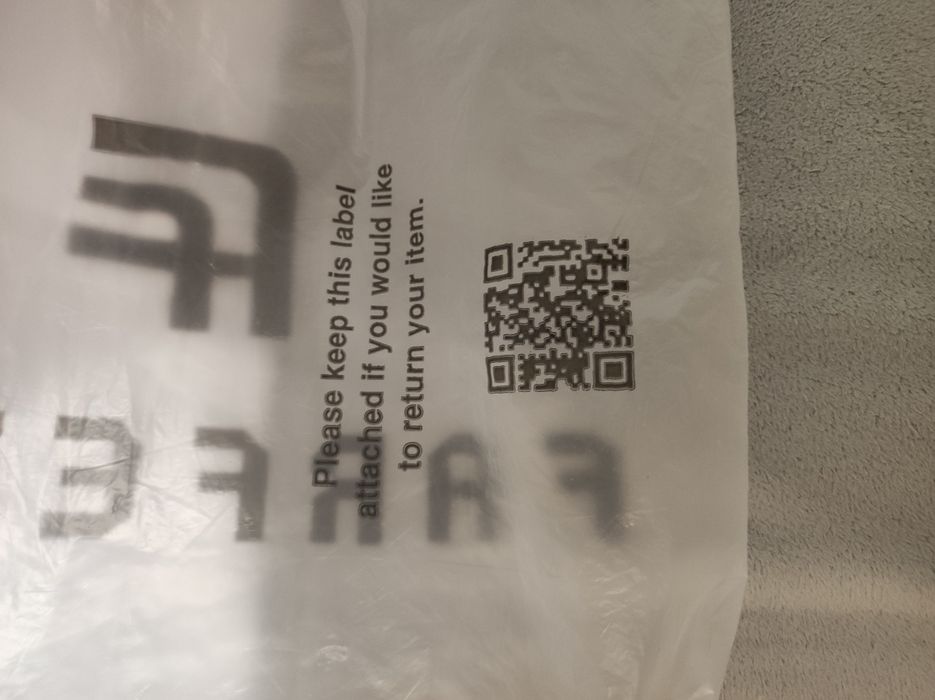 Please keep this label
attached if you would like
to return your item.